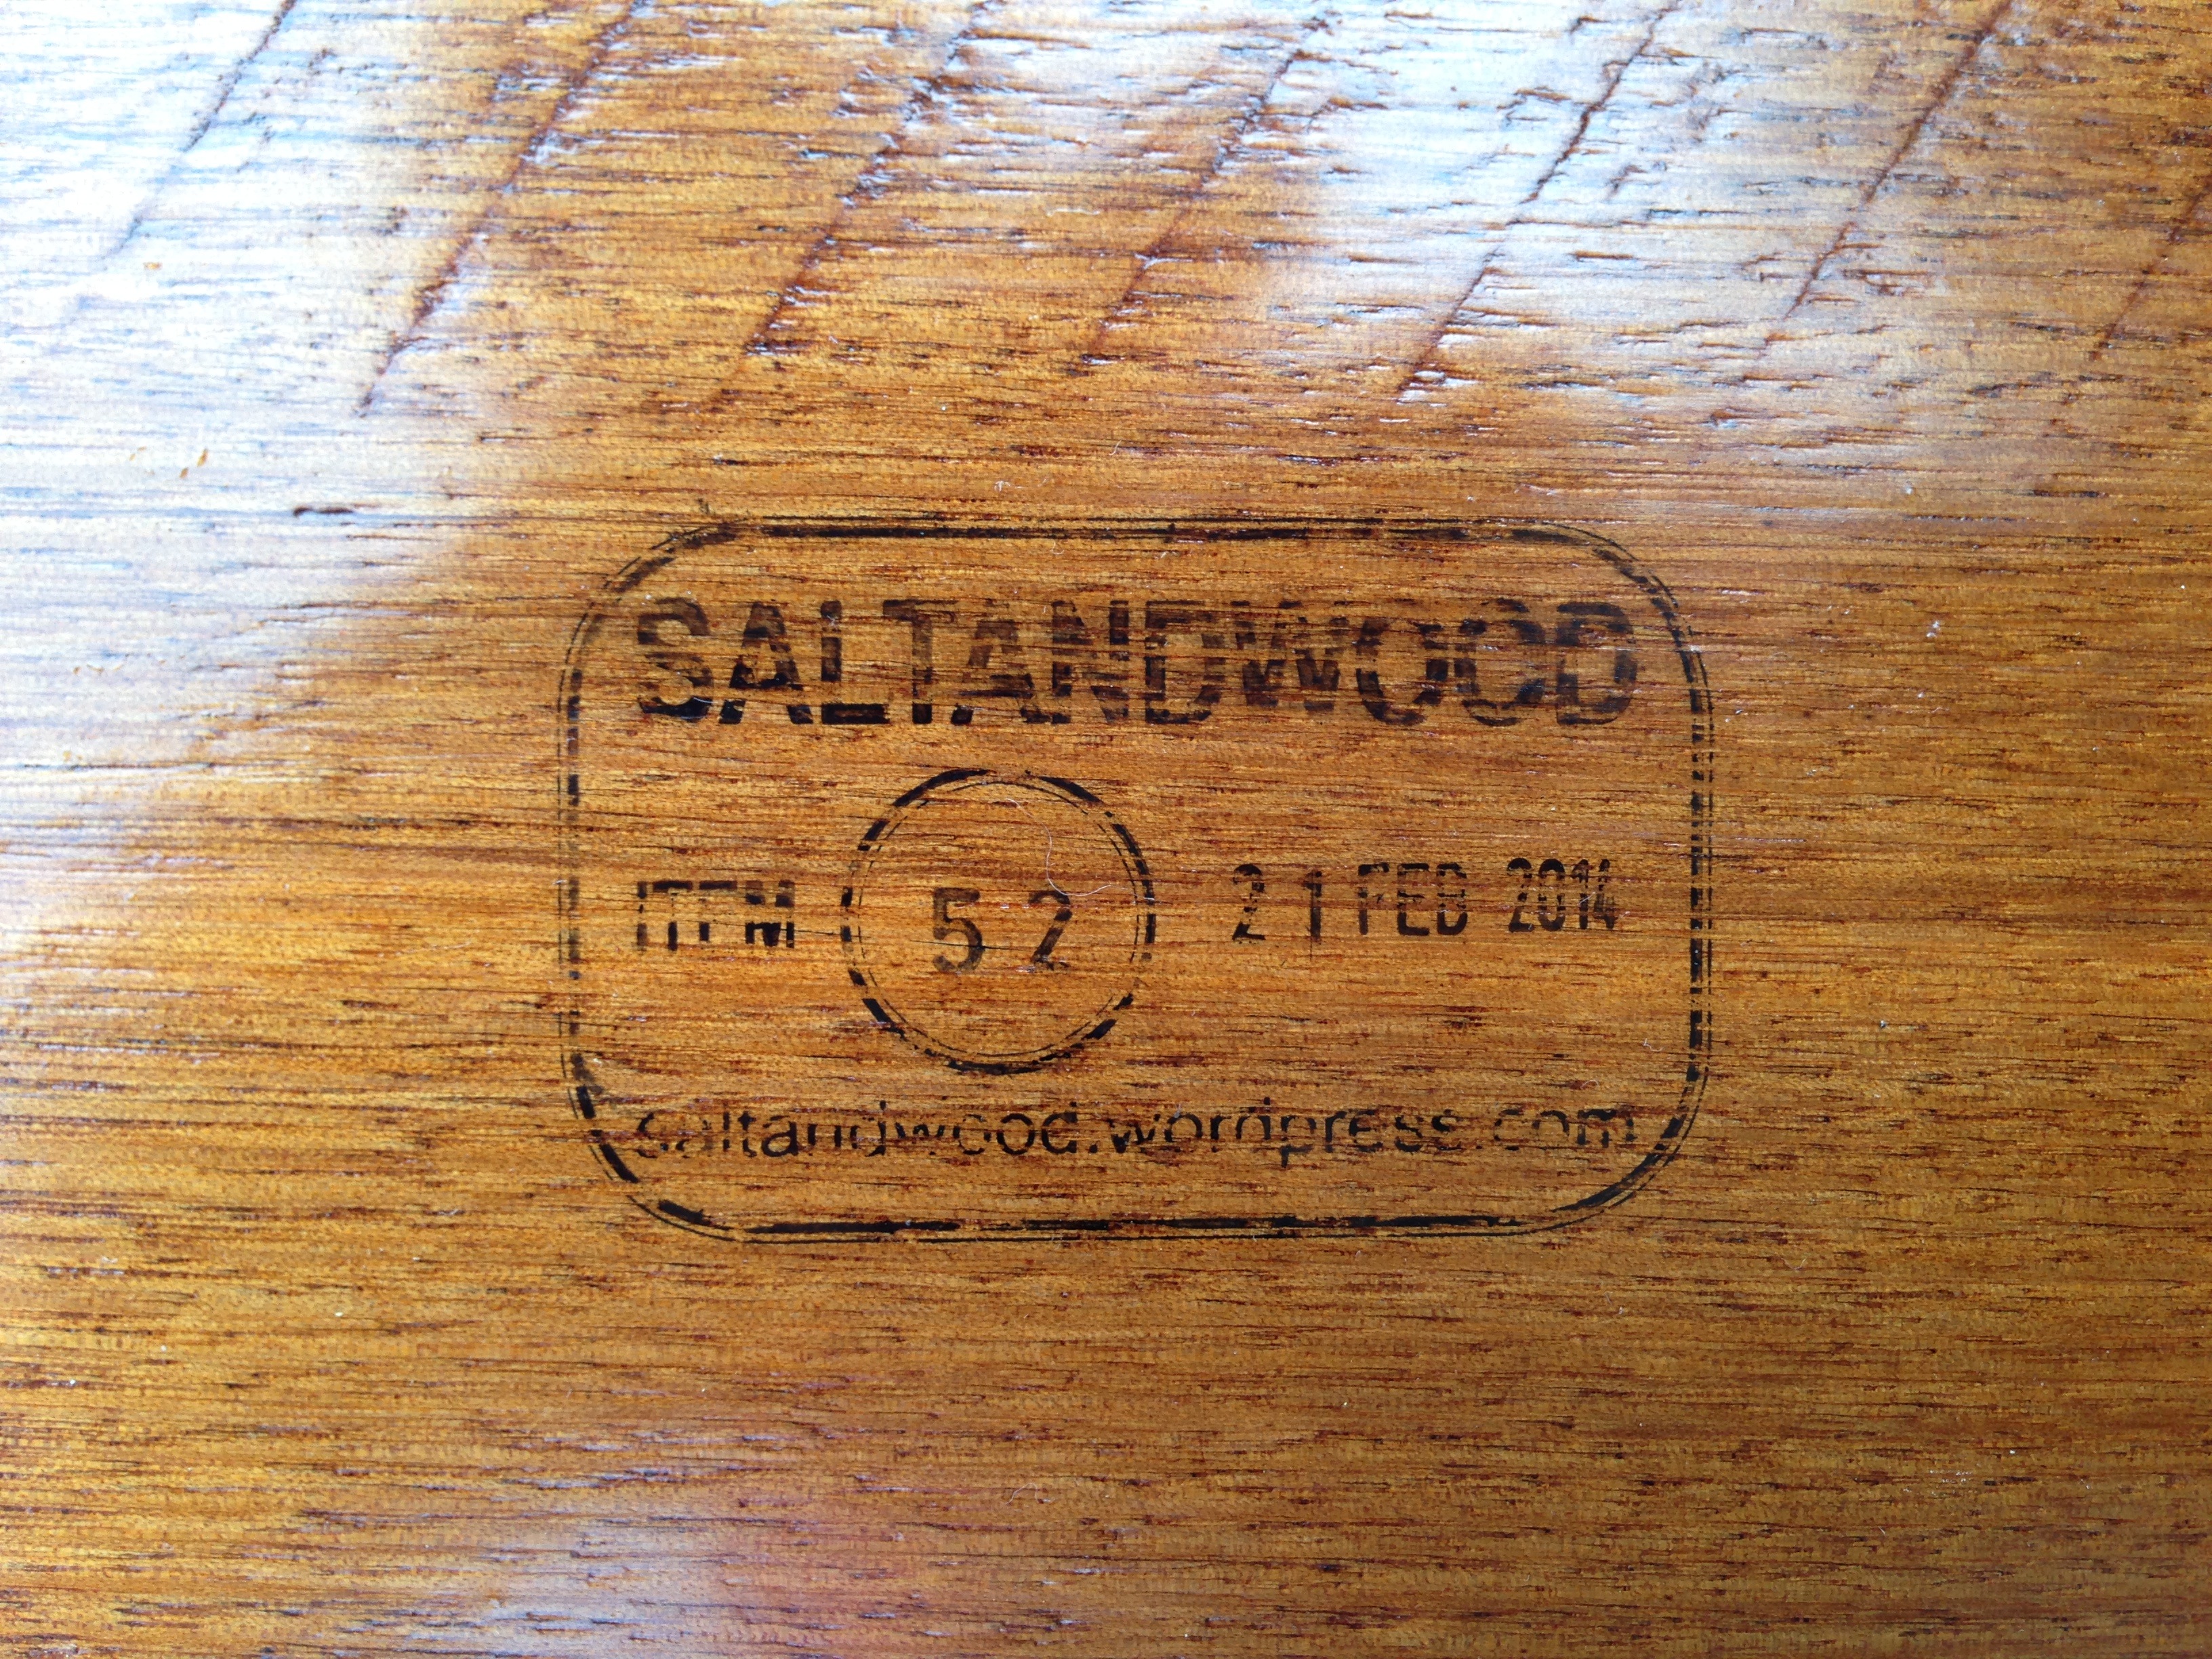 SALTANDWOOD
ITEM 52 21 FEB 2014
saltandwood.wordpress.com